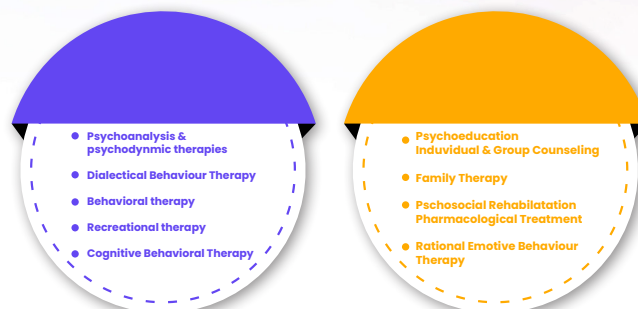 Psychoanalysis &
psychodynmic therapies
Dialectical Behaviour Therapy
Behavioral therapy
Recreational therapy
Cognitive Behavioral Therapy
Psychoeducation
Induvidual & Group Counseling
Family Therapy
Pschosocial Rehabilatation
Pharmacological Treatment
Rational Emotive Behaviour
Therapy